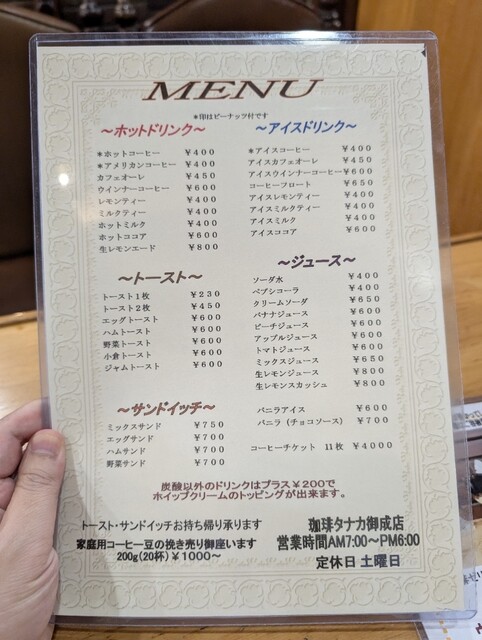 MENU
*印はピーナッツ付です
～ホットドリンク～
*ホットコーヒー ￥４００
*アメリカンコーヒー ￥４００
カフェオーレ ￥４５０
ウインナーコーヒー ￥６００
レモンティー ￥４００
ミルクティー ￥４００
ホットミルク ￥４００
ホットココア ￥６００
生レモンエード ￥８００
～アイスドリンク～
*アイスコーヒー ￥４００
アイスカフェオーレ ￥４５０
アイスウインナーコーヒー￥６００
コーヒーフロート ￥６５０
アイスレモンティー ￥４００
アイスミルクティー ￥４００
アイスミルク ￥４００
アイスココア ￥６００
～トースト～
トースト１枚 ￥２３０
トースト２枚 ￥４５０
エッグトースト ￥６００
ハムトースト ￥６００
野菜トースト ￥６００
小倉トースト ￥６００
ジャムトースト ￥６００
～ジュース～
ソーダ水 ￥４００
ペプシコーラ ￥４００
クリームソーダ ￥６５０
バナナジュース ￥６００
ピーチジュース ￥６００
アップルジュース ￥６００
トマトジュース ￥６００
ミックスジュース ￥６５０
生レモンジュース ￥８００
生レモンスカッシュ ￥８００
～サンドイッチ～
ミックスサンド ￥７５０
エッグサンド ￥７００
ハムサンド ￥７００
野菜サンド ￥７００
バニラアイス ￥６００
バニラ（チョコソース） ￥７００
コーヒーチケット １１枚 ￥４０００
炭酸以外のドリンクはプラス￥２００で
ホイップクリームのトッピングが出来ます。
トースト・サンドイッチお持ち帰り承ります
家庭用コーヒー豆の挽き売り御座います
200g(20杯) ￥1000～
珈琲タナカ御成店
営業時間AM7:00～PM6:00
定休日 土曜日